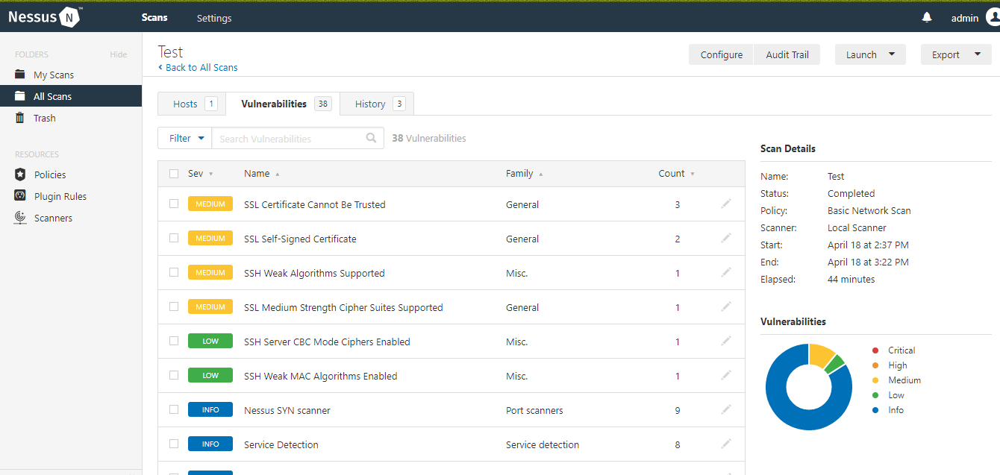 Nessus N ™ Scans Settings admin
FOLDERS Hide
My Scans
All Scans
Trash
RESOURCES
Policies
Plugin Rules
Scanners
Test
Back to All Scans
Configure Audit Trail Launch Export
Hosts 1 Vulnerabilities 38 History 3
Filter Search Vulnerabilities 38 Vulnerabilities
Sev Name Family Count
MEDIUM SSL Certificate Cannot Be Trusted General 3
MEDIUM SSL Self-Signed Certificate General 2
MEDIUM SSH Weak Algorithms Supported Misc. 1
MEDIUM SSL Medium Strength Cipher Suites Supported General 1
LOW SSH Server CBC Mode Ciphers Enabled Misc. 1
LOW SSH Weak MAC Algorithms Enabled Misc. 1
INFO Nessus SYN scanner Port scanners 9
INFO Service Detection Service detection 8
Scan Details
Name: Test
Status: Completed
Policy: Basic Network Scan
Scanner: Local Scanner
Start: April 18 at 2:37 PM
End: April 18 at 3:22 PM
Elapsed: 44 minutes
Vulnerabilities
Critical
High
Medium
Low
Info